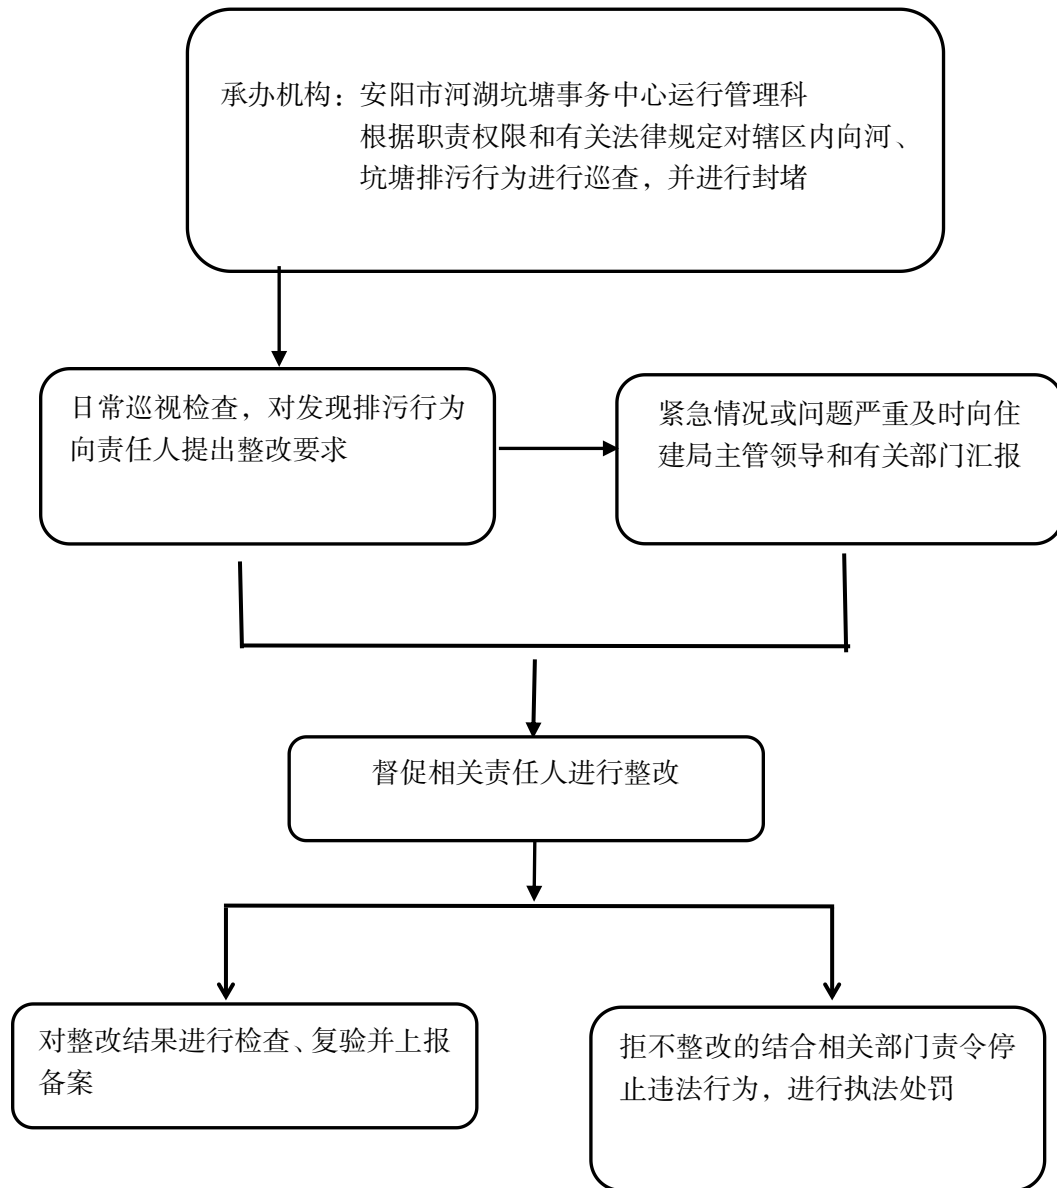 承办机构：安阳市河湖坑塘事务中心运行管理科
根据职责权限和有关法律规定对辖区内向河、
坑塘排污行为进行巡查，并进行封堵
日常巡视检查，对发现排污行为
向责任人提出整改要求
紧急情况或问题严重及时向住
建局主管领导和有关部门汇报
督促相关责任人进行整改
对整改结果进行检查、复验并上报
备案
拒不整改的结合相关部门责令停
止违法行为，进行执法处罚